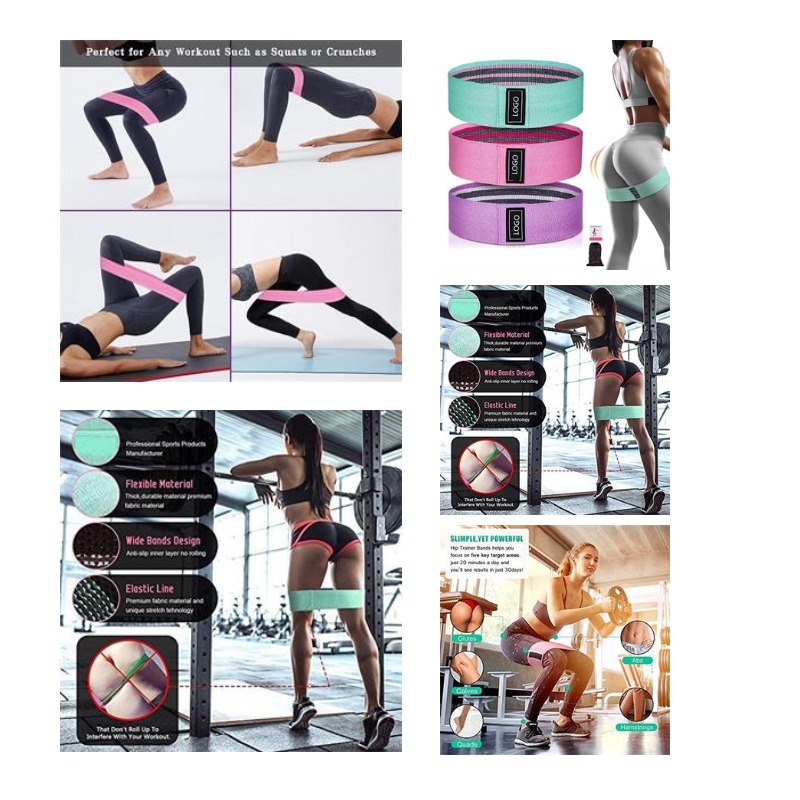 Perfect for Any Workout Such as Squats or Crunches
LOGO
LOGO
LOGO
Professional Sports Products
Manufacturer
Flexible Material
Thick,durable material premium
fabric material
Wide Bands Design
Anti-slip inner layer no rolling
Elastic Line
Premium fabric material and
unique stretch tehnology
That Don't Roll Up To
Interfere With Your Workout
Professional Sports Products
Manufacturer
Flexible Material
Thick,durable material premium
fabric material
Wide Bands Design
Anti-slip inner layer no rolling
Elastic Line
Premium fabric material and
unique stretch tehnology
That Don't Roll Up To
Interfere With Your Workout.
SLIMPLE,YET POWERFUL
Hip Trainer Bands helps you
focus on five key target areas.
just 20 minutes a day and
you'll see results in just 30days!
Glutes
Abs
Calves
Hamstrings
Quads